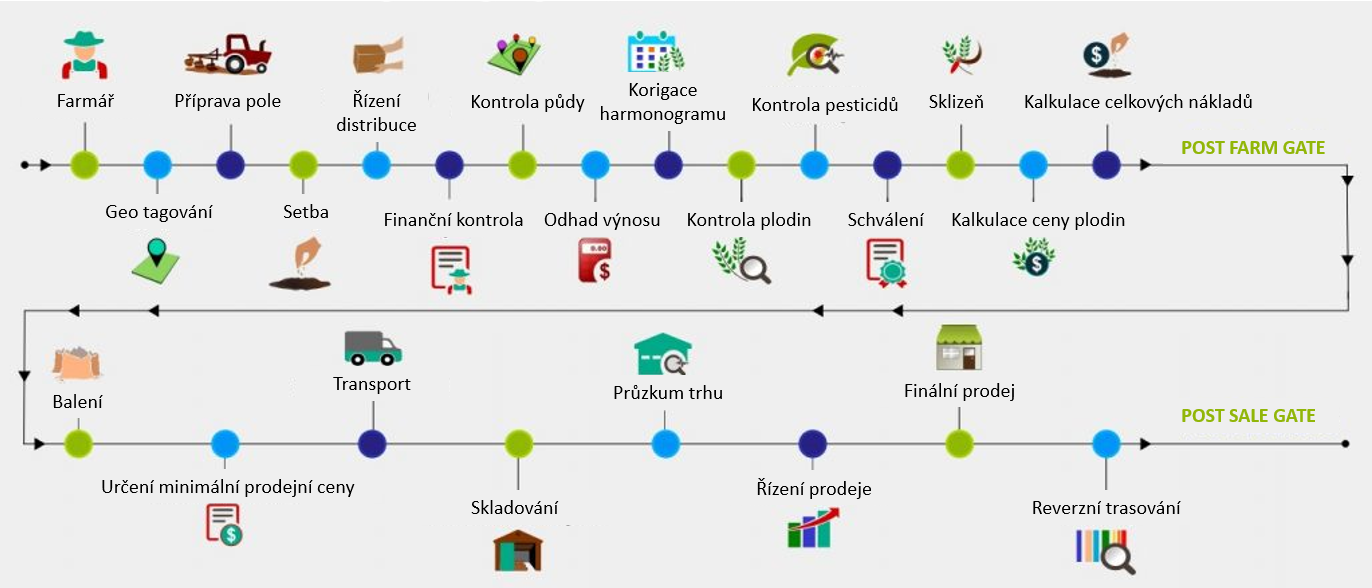 Farmář
Příprava pole
Řízení
distribuce
Kontrola půdy
Korigace
harmonogramu
Kontrola pesticidů
Sklizeň
Kalkulace celkových nákladů
POST FARM GATE
Geo tagování
Setba
Finanční kontrola
Odhad výnosu
Kontrola plodin
Schválení
Kalkulace ceny plodin
0.00
Balení
Transport
Průzkum trhu
Finální prodej
POST SALE GATE
Určení minimální prodejní ceny
Skladování
Řízení prodeje
Reverzní trasování